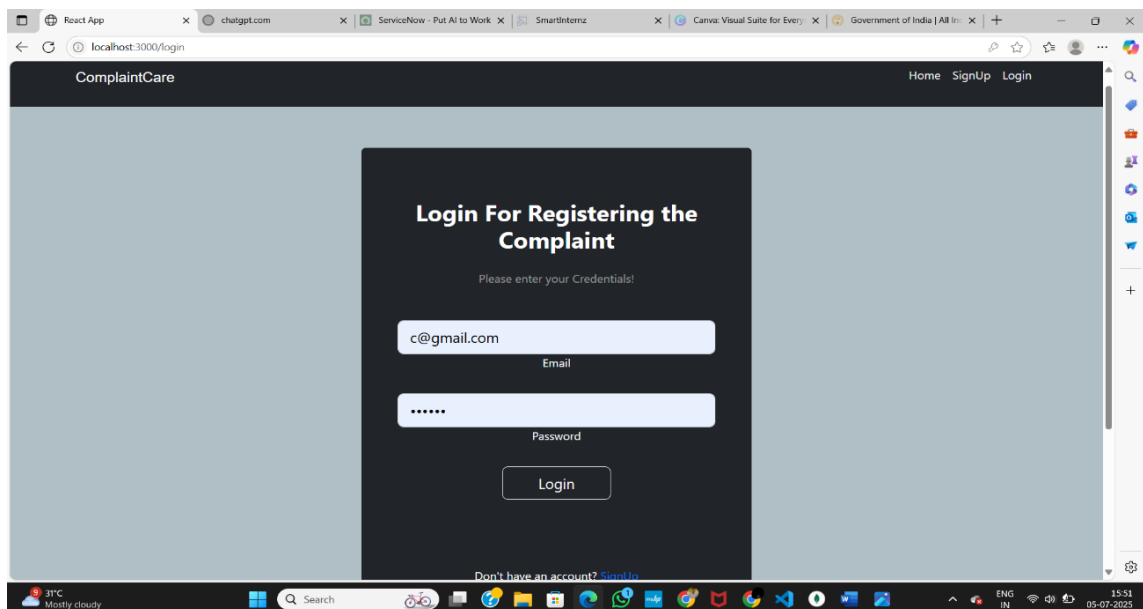 React App
chatgpt.com
ServiceNow - Put AI to Work
SmartInternz
Canva: Visual Suite for Every
Government of India | All In
localhost:3000/login
ComplaintCare
Home SignUp Login
Login For Registering the
Complaint
Please enter your Credentials!
c@gmail.com
Email
••••••
Password
Login
Don't have an account? SignUp
9
31°C
Mostly cloudy
Search
ENG
IN
15:51
05-07-2025